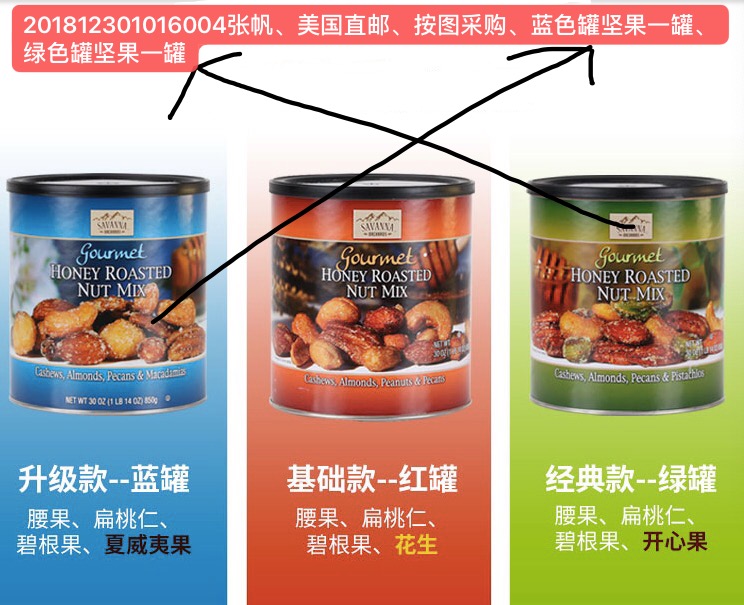 201812301016004张帆、美国直邮、按图采购、蓝色罐坚果一罐、
绿色罐坚果一罐
SAVANNA
ORCHARDS
Gourmet
HONEY ROASTED
NUT MIX
Cashews, Almonds, Pecans & Macadamias
NET WT 30 OZ (1 LB 14 OZ) 850g
SAVANNA
ORCHARDS
Gourmet
HONEY ROASTED
NUT MIX
NET WT
Cashews, Almonds, Peanuts & Pecans
SAVANNA
ORCHARDS
Gourmet
HONEY ROASTED
NUT MIX
Cashews, Almonds, Pecans & Pistachios
升级款--蓝罐
腰果、扁桃仁、
碧根果、夏威夷果
基础款--红罐
腰果、扁桃仁、
碧根果、花生
经典款--绿罐
腰果、扁桃仁、
碧根果、开心果